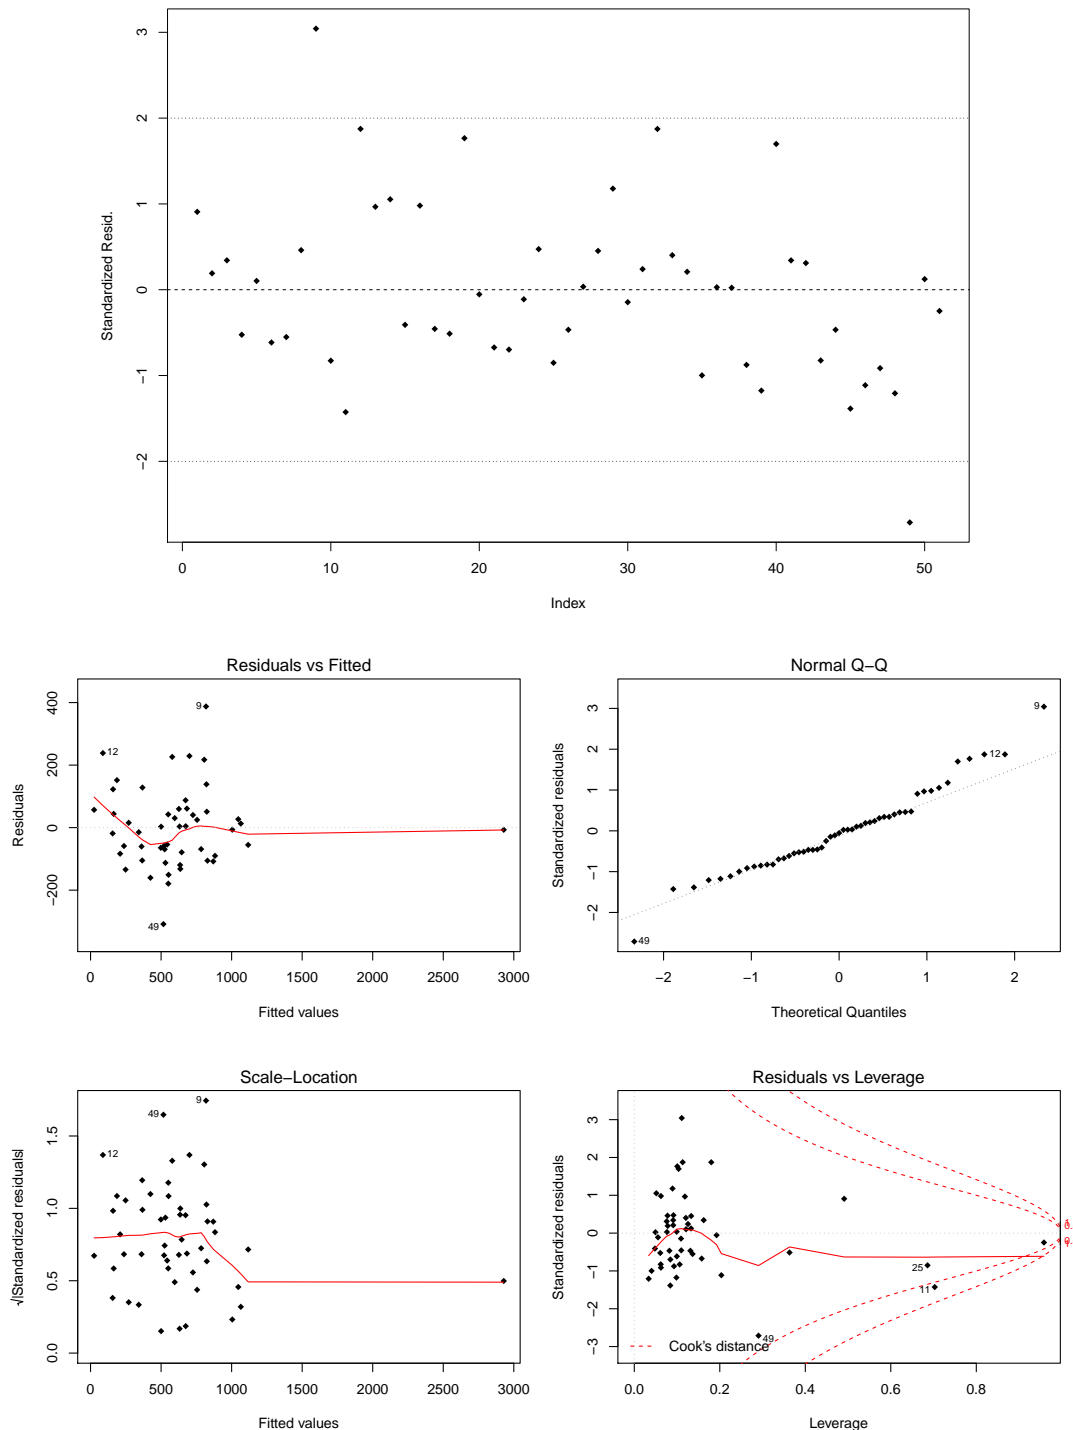 3
2
1
0
−1
−2
Standardized Resid.
0 10 20 30 40 50
Index
Residuals vs Fitted
400
200
0
−200
Residuals
9
12
49
0 500 1000 1500 2000 2500 3000
Fitted values
Normal Q−Q
3
2
1
0
−1
−2
Standardized residuals
9
12
49
−2 −1 0 1 2
Theoretical Quantiles
Scale−Location
1.5
1.0
0.5
0.0
√|Standardized residuals|
9
49
12
0 500 1000 1500 2000 2500 3000
Fitted values
Residuals vs Leverage
3
2
1
0
−1
−2
−3
Standardized residuals
25
11
49
Cook's distance
1
0.
0.
1
0.0 0.2 0.4 0.6 0.8
Leverage